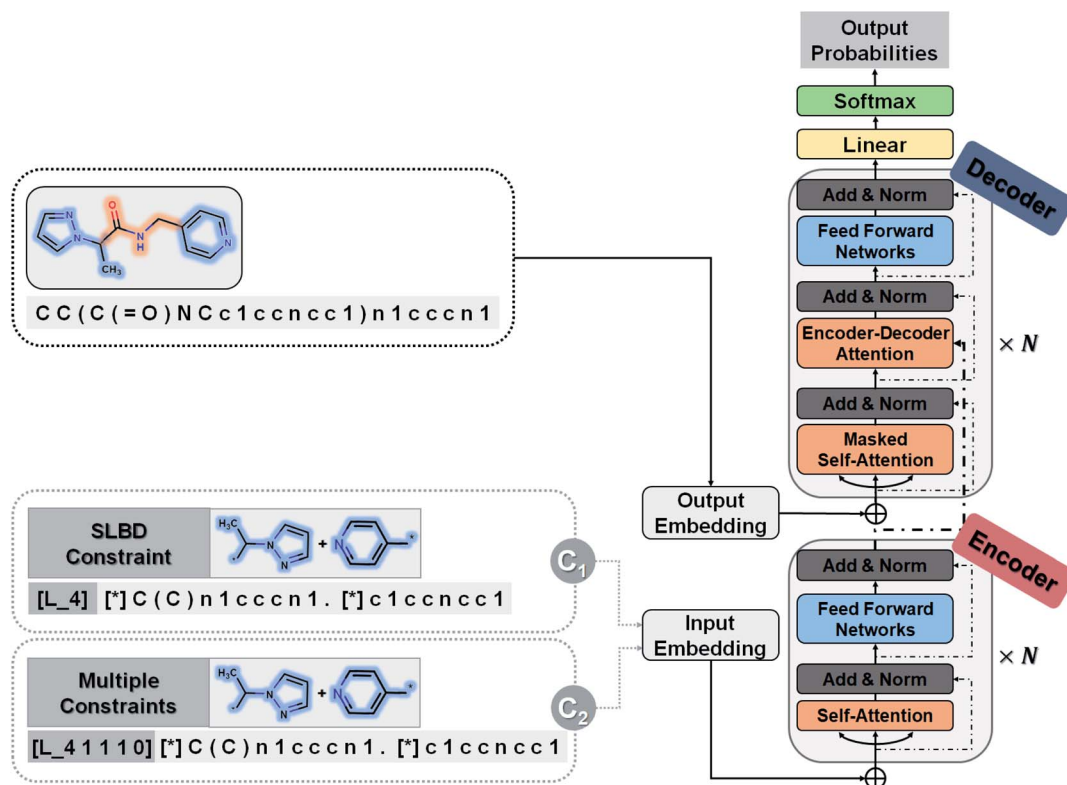 Output
Probabilities
Softmax
Linear
Decoder
Add & Norm
Feed Forward
Networks
Add & Norm
Encoder-Decoder
Attention
× N
Add & Norm
Masked
Self-Attention
N
N
O
N
H
CH₃
N
C C ( C ( = O ) N C c 1 c c n c c 1 ) n 1 c c c n 1
Output
Embedding
Encoder
SLBD
Constraint
H₃C
N
N
+
N
*
C₁
[L_4] [*] C ( C ) n 1 c c c n 1 . [*] c 1 c c n c c 1
Input
Embedding
Add & Norm
Feed Forward
Networks
× N
Add & Norm
Self-Attention
Multiple
Constraints
H₃C
N
N
+
N
*
C₂
[L_4 1 1 1 0] [*] C ( C ) n 1 c c c n 1 . [*] c 1 c c n c c 1